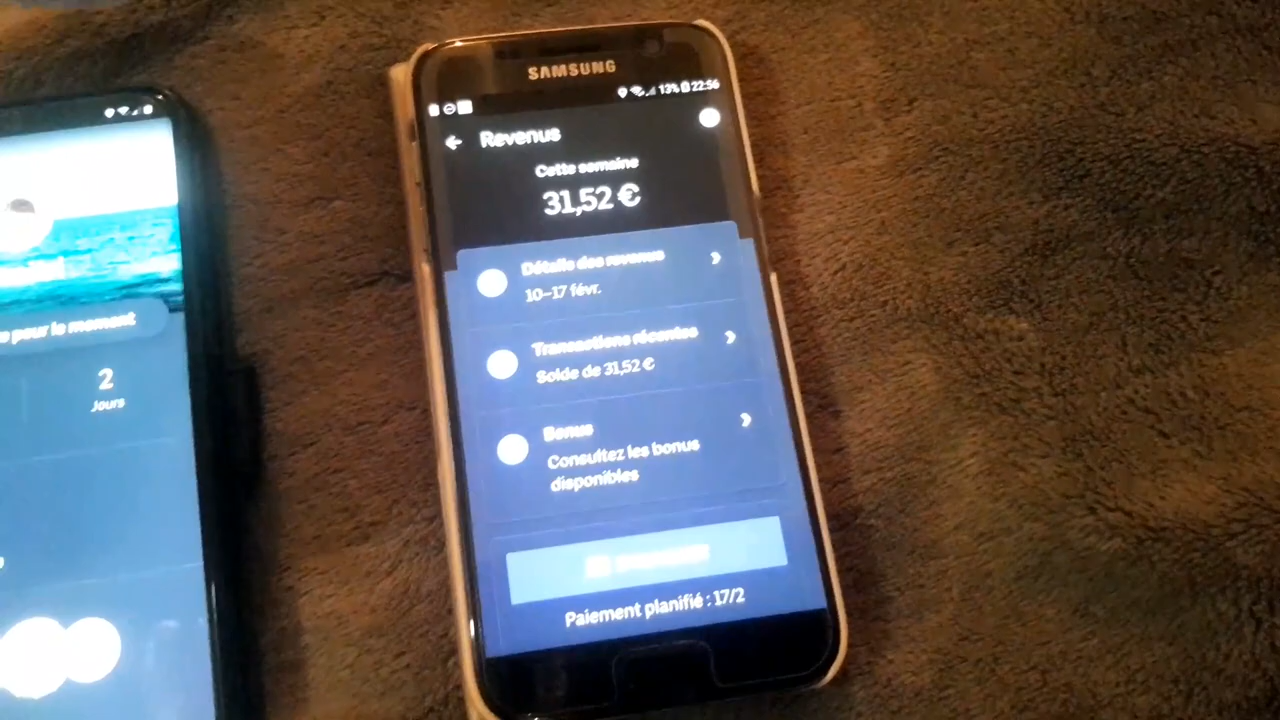 SAMSUNG
13% 22:56
Revenus
Cette semaine
31,52 €
Détails des revenus
10–17 févr.
Transactions récentes
Solde de 31,52 €
Bonus
Consultez les bonus
disponibles
Paiement planifié : 17/2
pour le moment
2
Jours